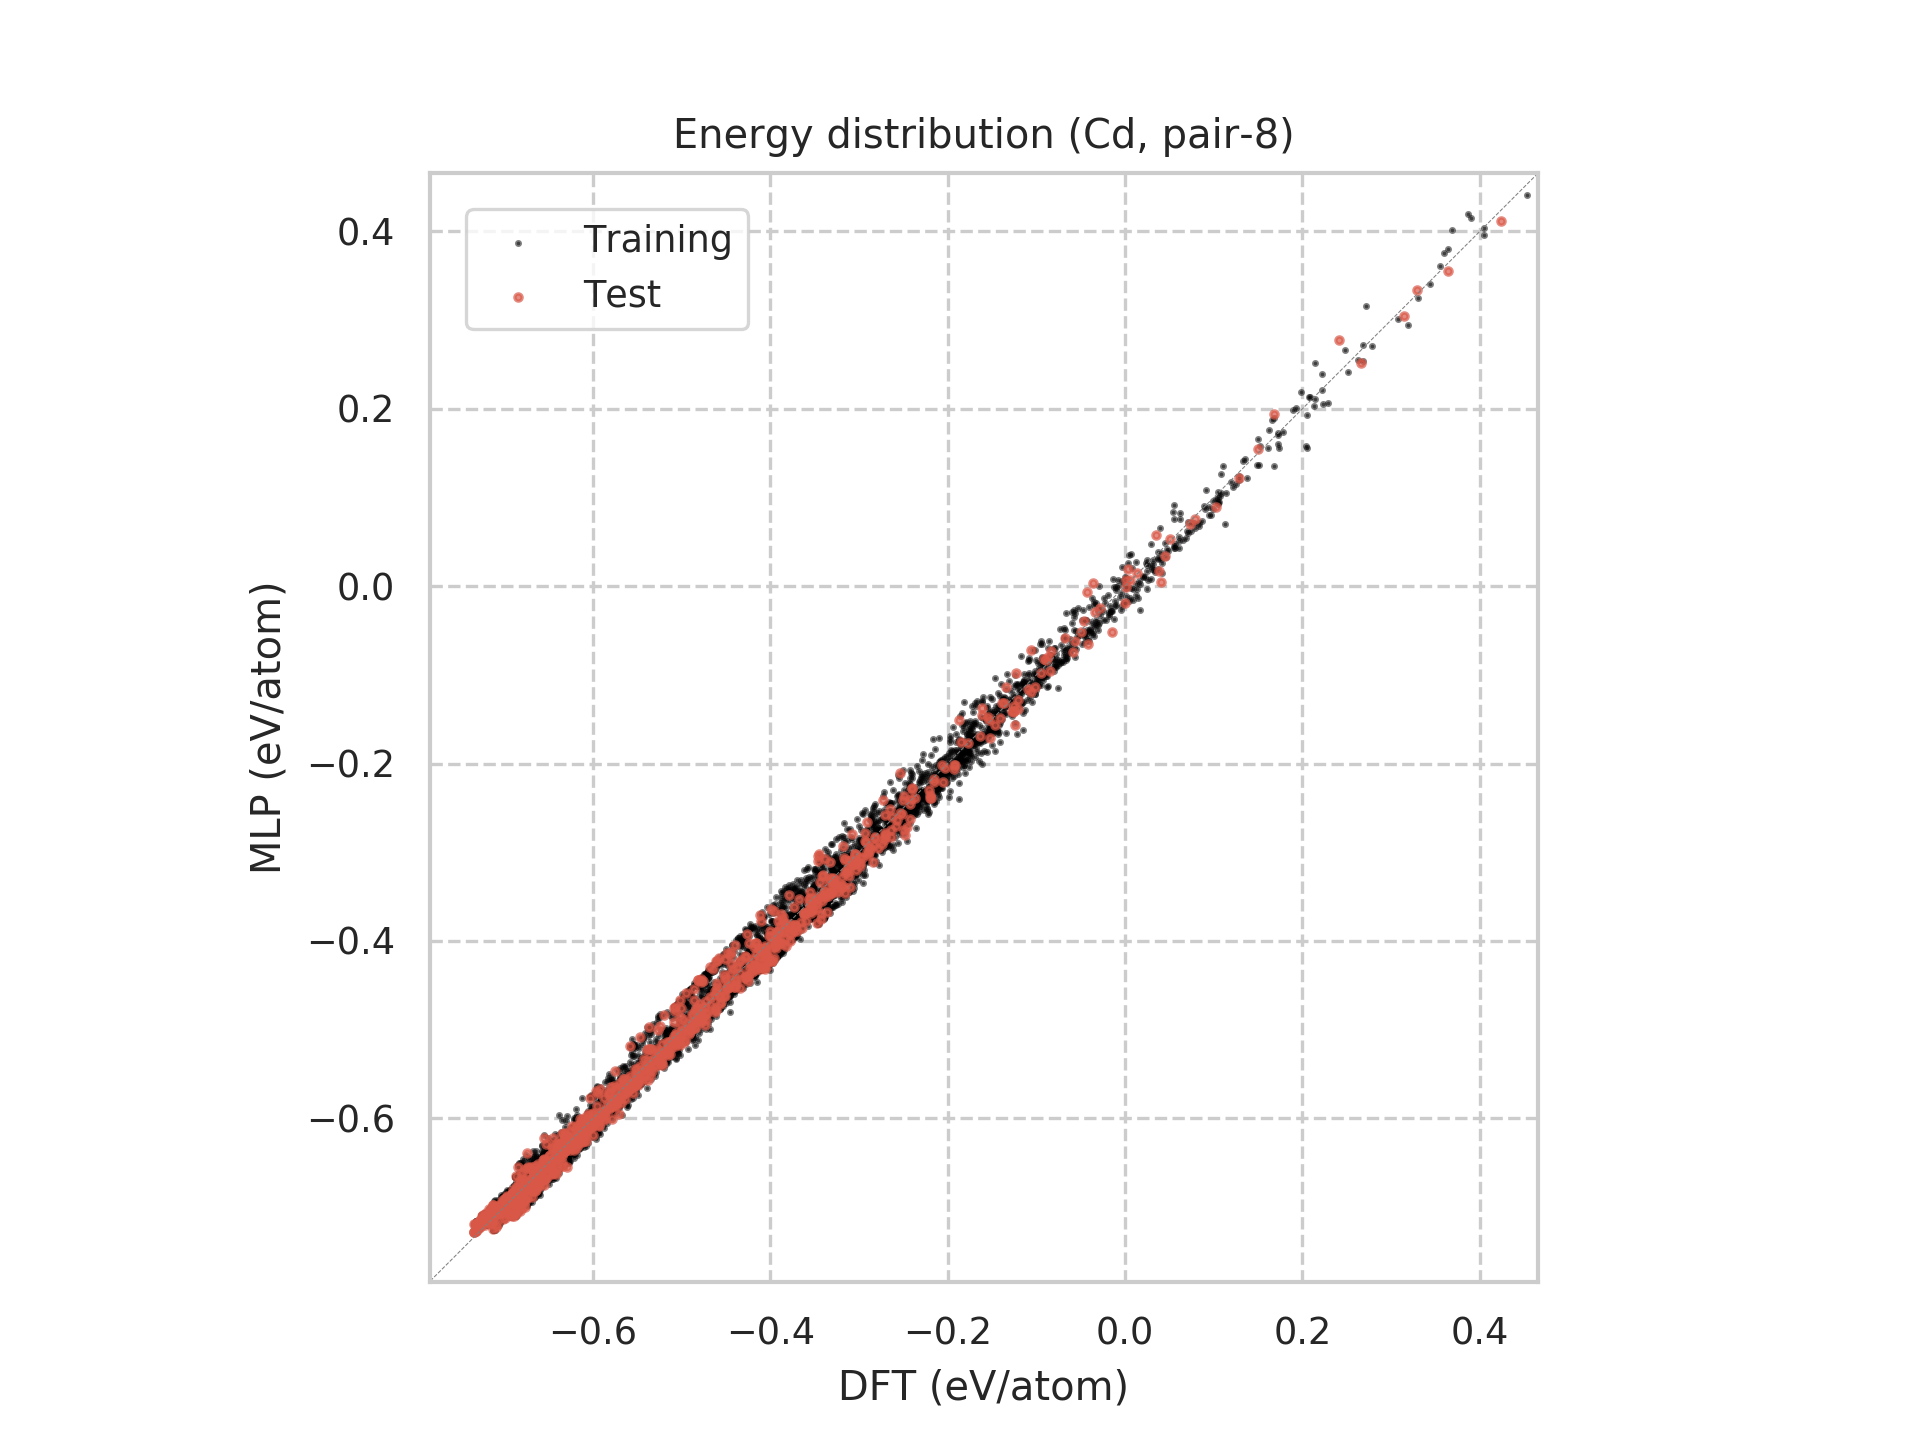 Energy distribution (Cd, pair-8)
Training
Test
0.4
0.2
0.0
−0.2
−0.4
−0.6
MLP (eV/atom)
−0.6 −0.4 −0.2 0.0 0.2 0.4
DFT (eV/atom)